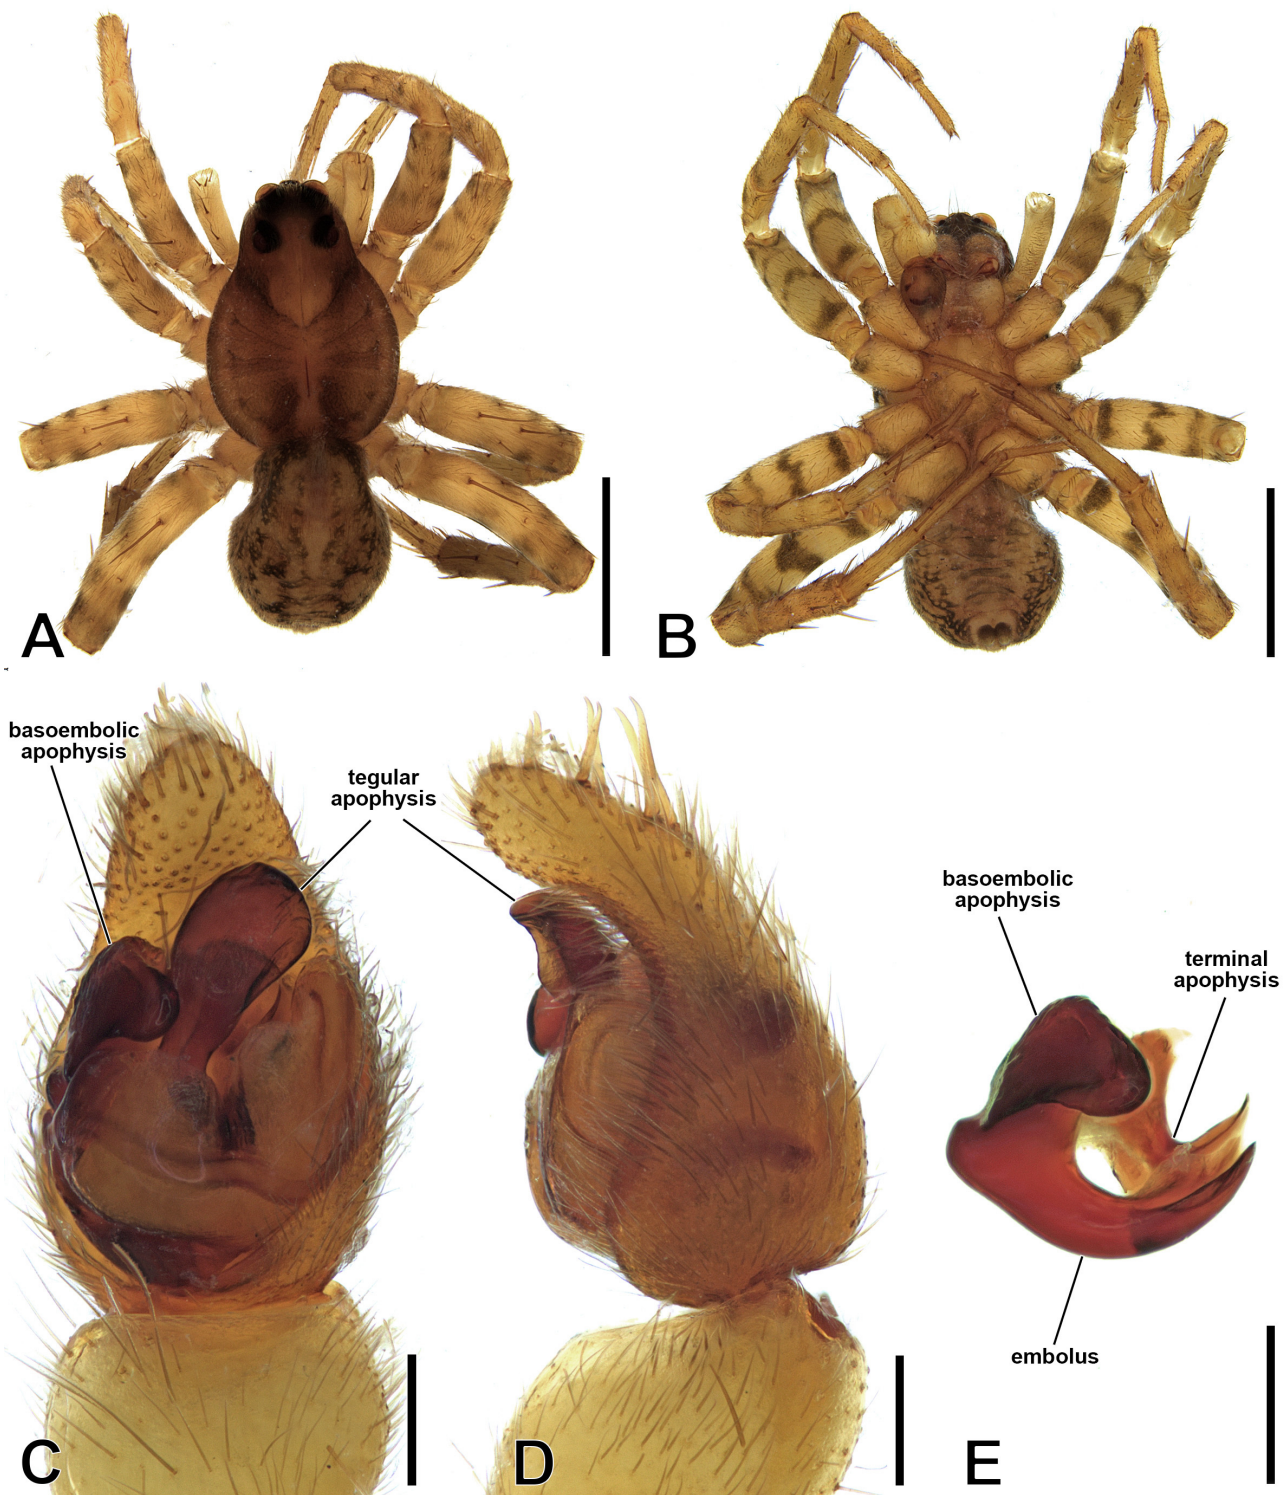 A
B
basoembolic
apophysis
tegular
apophysis
basoembolic
apophysis
terminal
apophysis
embolus
C
D
E